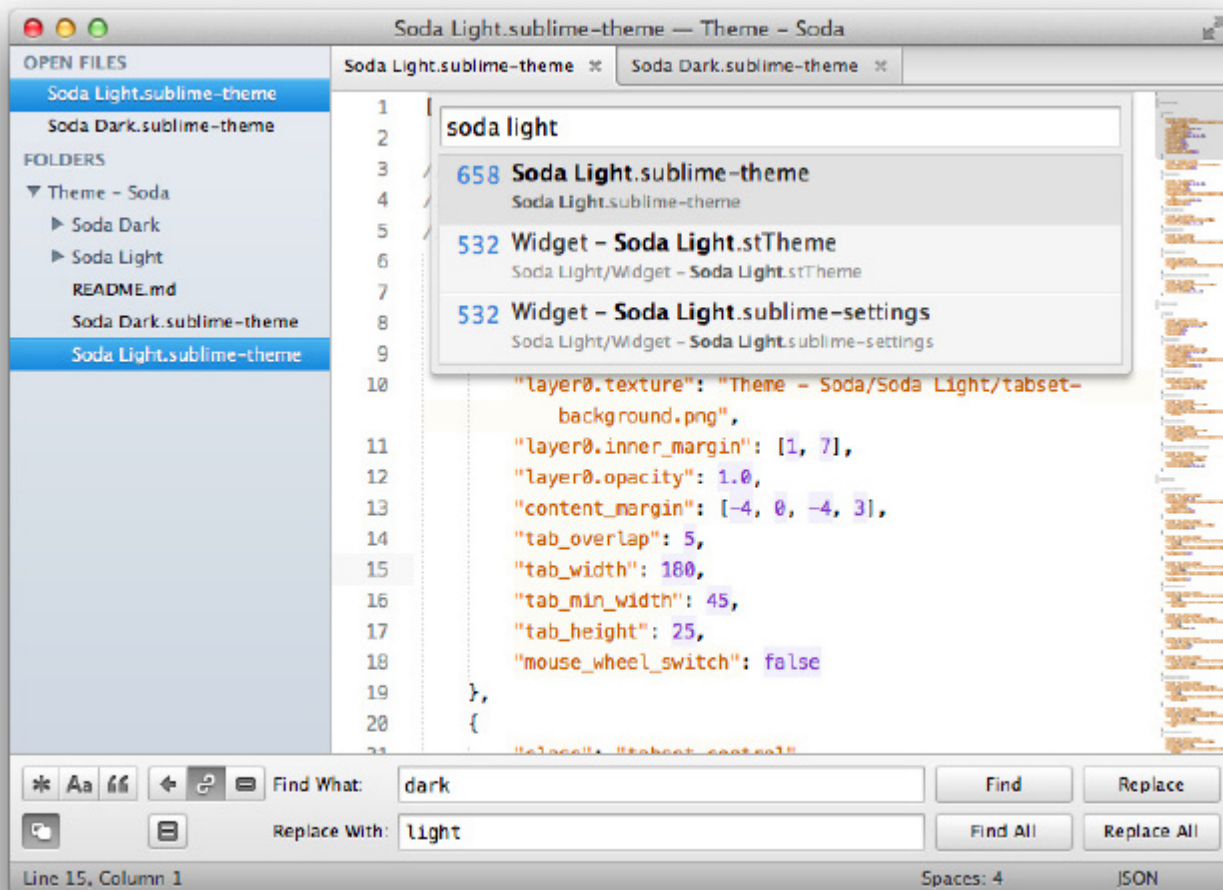 Soda Light.sublime-theme — Theme - Soda
OPEN FILES
Soda Light.sublime-theme
Soda Dark.sublime-theme
FOLDERS
Theme - Soda
Soda Dark
Soda Light
README.md
Soda Dark.sublime-theme
Soda Light.sublime-theme
Soda Light.sublime-theme
Soda Dark.sublime-theme
soda light
658 Soda Light.sublime-theme
Soda Light.sublime-theme
532 Widget - Soda Light.stTheme
Soda Light/Widget - Soda Light.stTheme
532 Widget - Soda Light.sublime-settings
Soda Light/Widget - Soda Light.sublime-settings
1 [
2
3 /
4 /
5 /
6
7
8
9
10 "layer0.texture": "Theme - Soda/Soda Light/tabset-
background.png",
11 "layer0.inner_margin": [1, 7],
12 "layer0.opacity": 1.0,
13 "content_margin": [-4, 0, -4, 3],
14 "tab_overlap": 5,
15 "tab_width": 180,
16 "tab_min_width": 45,
17 "tab_height": 25,
18 "mouse_wheel_switch": false
19 },
20 {
21 "class": "tabset_control"
Aa Find What: dark Find Replace
Replace With: light Find All Replace All
Line 15, Column 1 Spaces: 4 JSON